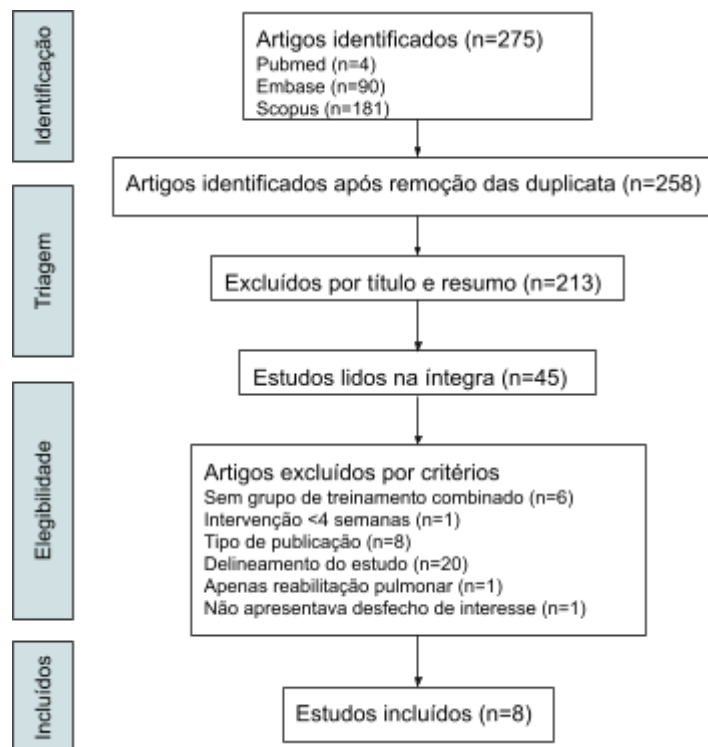 Identificação
Artigos identificados (n=275)
Pubmed (n=4)
Embase (n=90)
Scopus (n=181)
Artigos identificados após remoção das duplicata (n=258)
Triagem
Excluídos por título e resumo (n=213)
Estudos lidos na íntegra (n=45)
Elegibilidade
Artigos excluídos por critérios
Sem grupo de treinamento combinado (n=6)
Intervenção <4 semanas (n=1)
Tipo de publicação (n=8)
Delineamento do estudo (n=20)
Apenas reabilitação pulmonar (n=1)
Não apresentava desfecho de interesse (n=1)
Incluídos
Estudos incluídos (n=8)